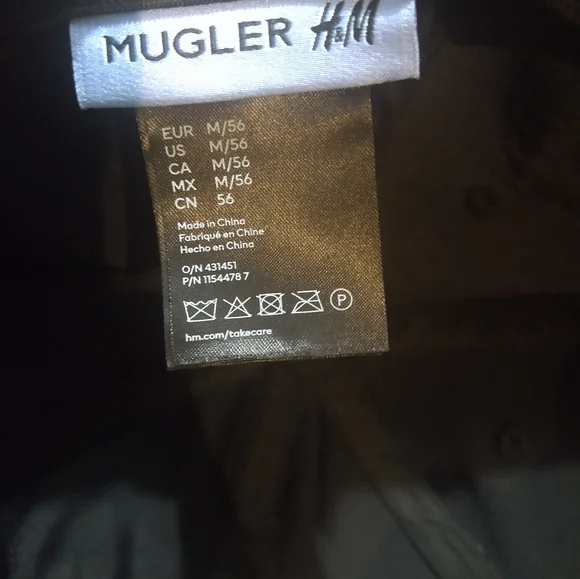 MUGLER H&M
EUR M/56
US M/56
CA M/56
MX M/56
CN 56
Made in China
Fabriqué en Chine
Hecho en China
O/N 431451
P/N 1154478 7
P
hm.com/takecare